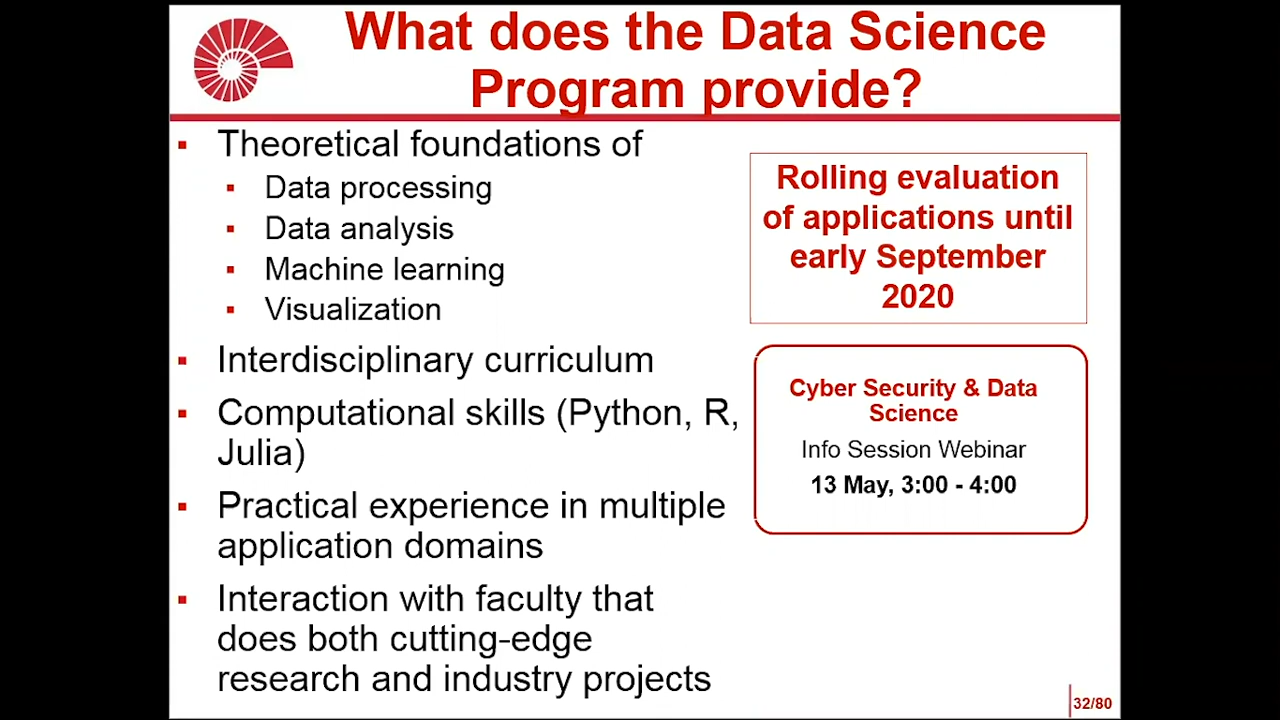 What does the Data Science
Program provide?
▪ Theoretical foundations of
▪ Data processing
▪ Data analysis
▪ Machine learning
▪ Visualization
▪ Interdisciplinary curriculum
▪ Computational skills (Python, R,
Julia)
▪ Practical experience in multiple
application domains
▪ Interaction with faculty that
does both cutting-edge
research and industry projects
Rolling evaluation
of applications until
early September
2020
Cyber Security & Data
Science
Info Session Webinar
13 May, 3:00 - 4:00
32/80